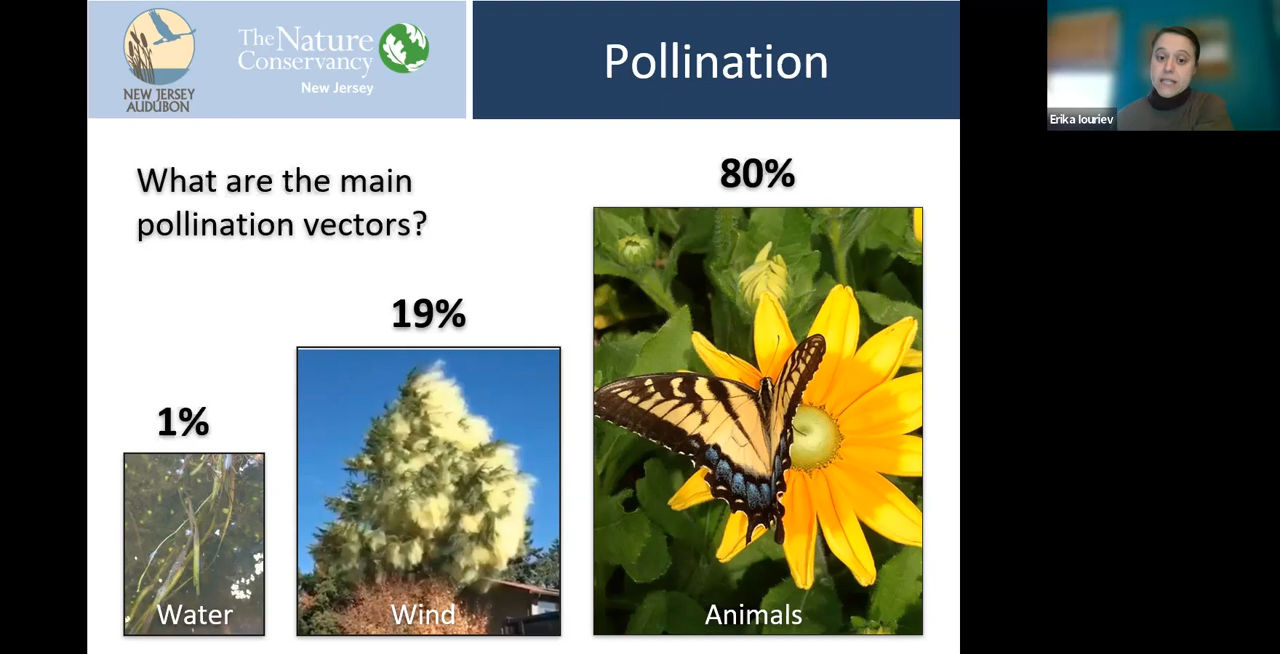 NEW JERSEY
AUDUBON
The Nature
Conservancy
New Jersey
Pollination
Erika Iouriev
What are the main
pollination vectors?
80%
19%
1%
Water
Wind
Animals